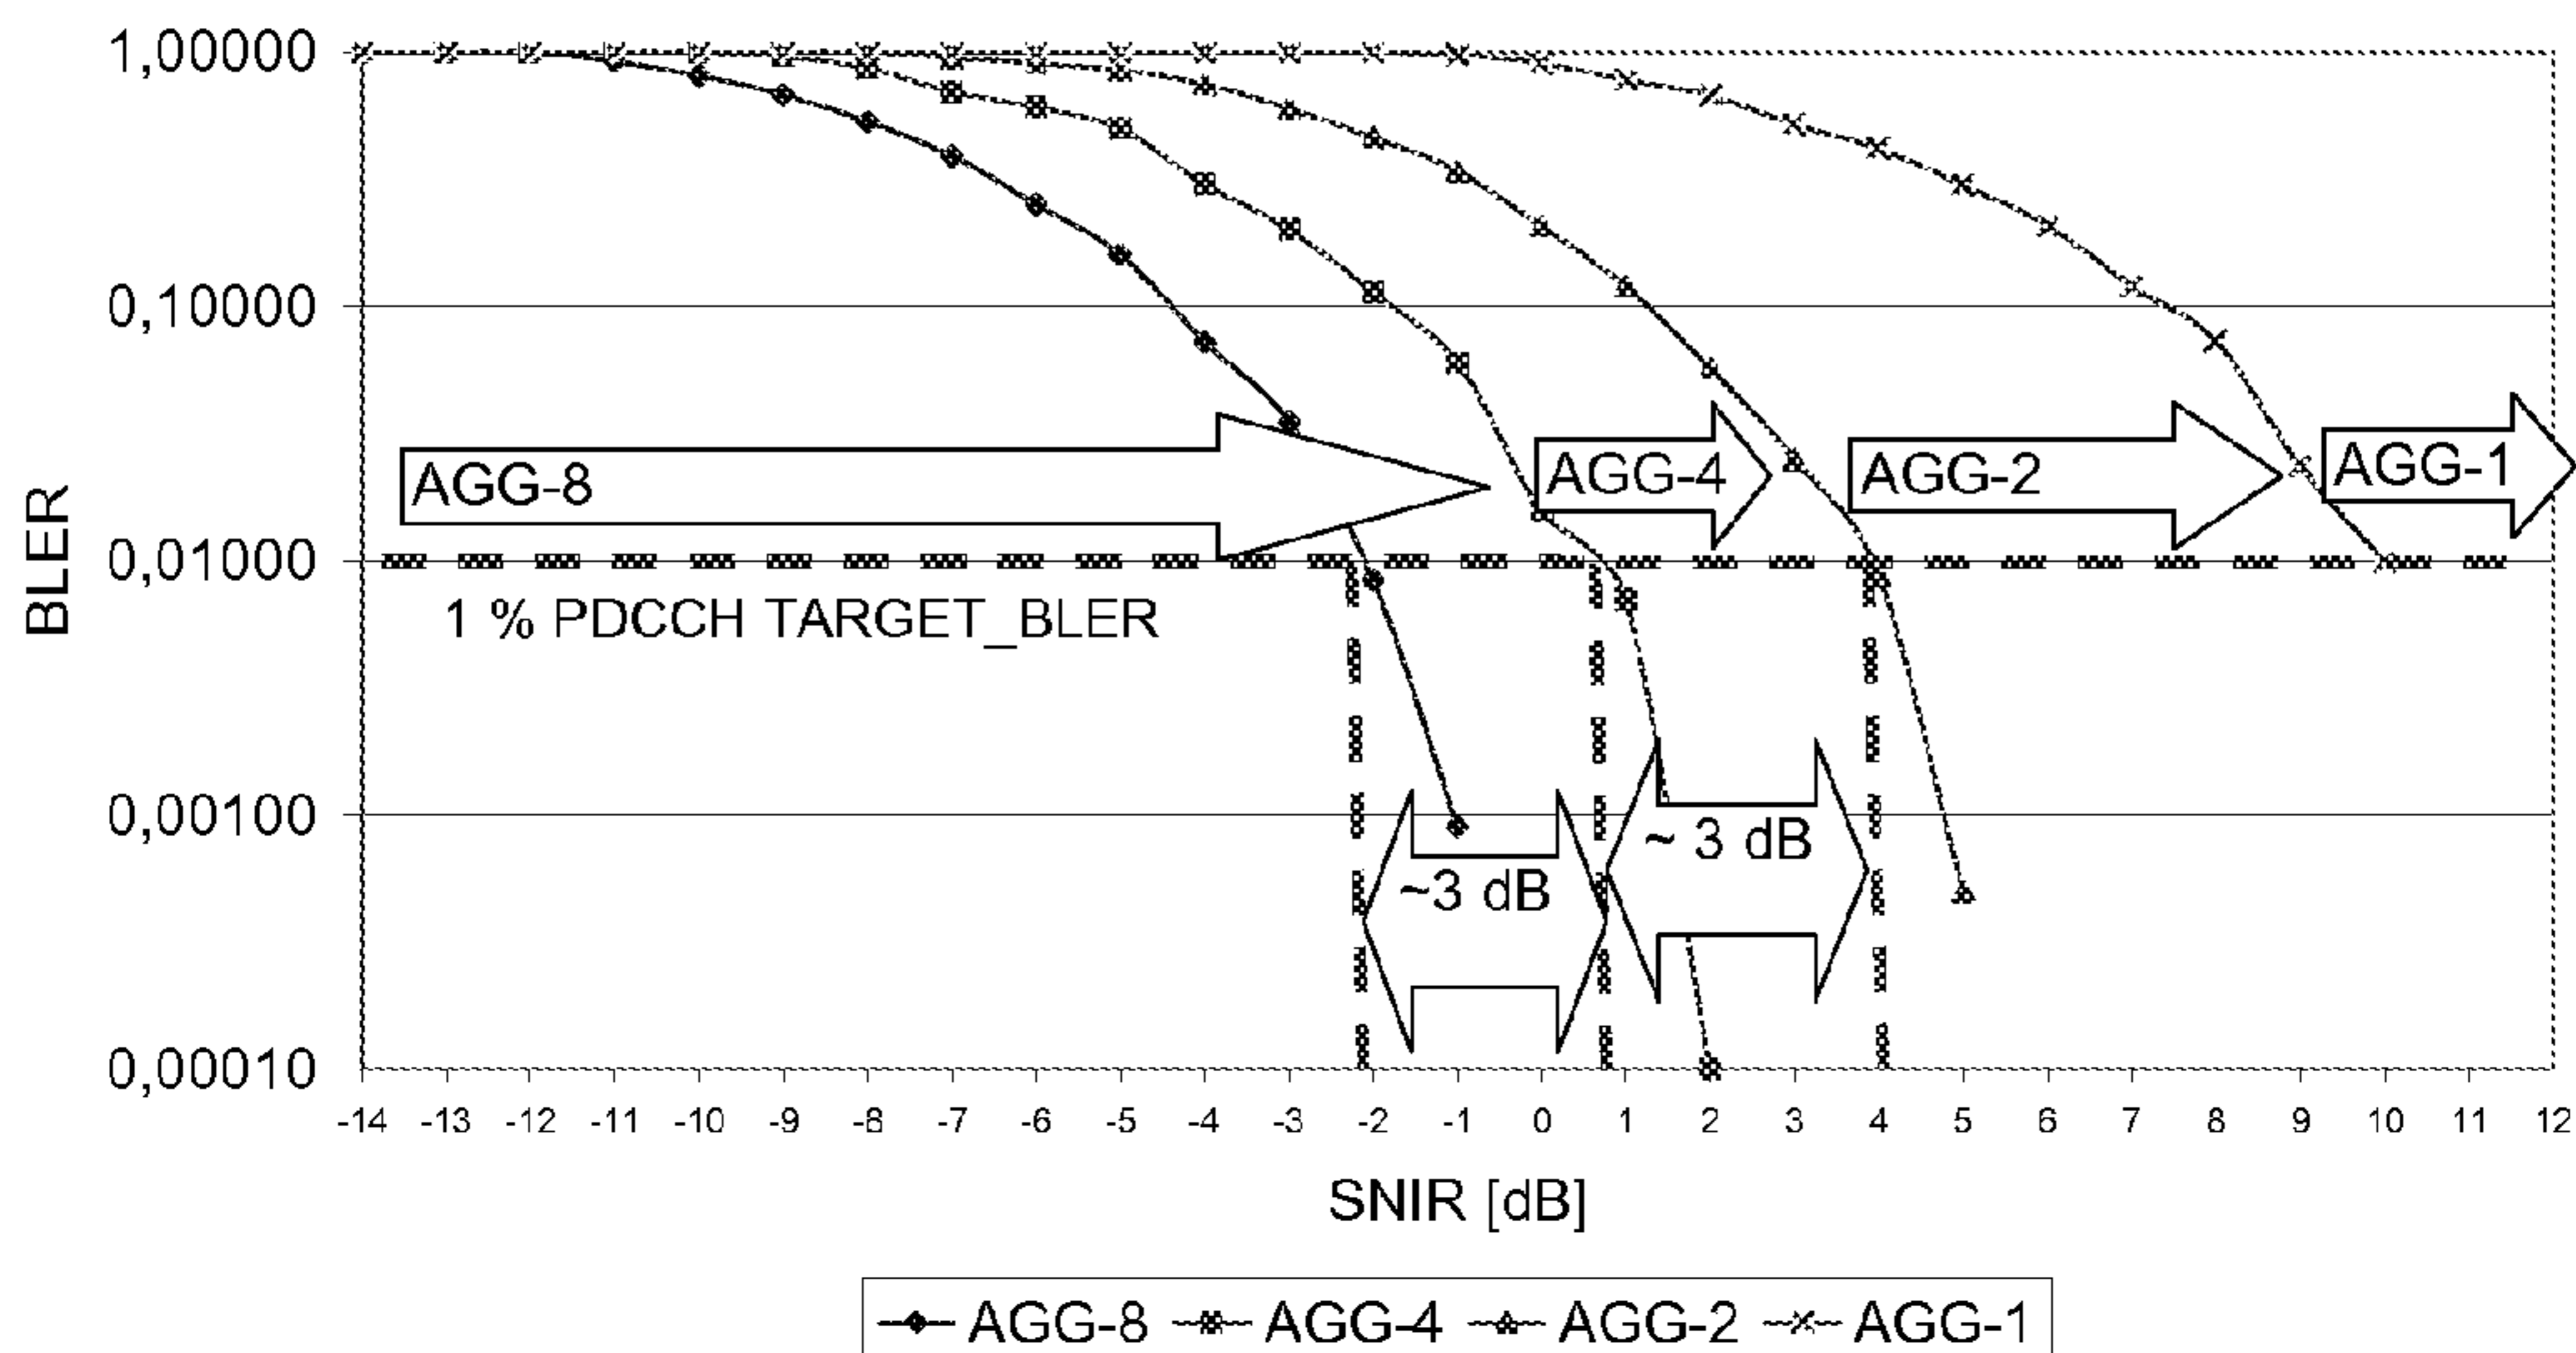 1,00000
0,10000
0,01000
0,00100
0,00010
BLER
AGG-8
AGG-4
AGG-2
AGG-1
1 % PDCCH TARGET_BLER
~3 dB
~ 3 dB
-14 -13 -12 -11 -10 -9 -8 -7 -6 -5 -4 -3 -2 -1 0 1 2 3 4 5 6 7 8 9 10 11 12
SNIR [dB]
AGG-8 AGG-4 AGG-2 AGG-1